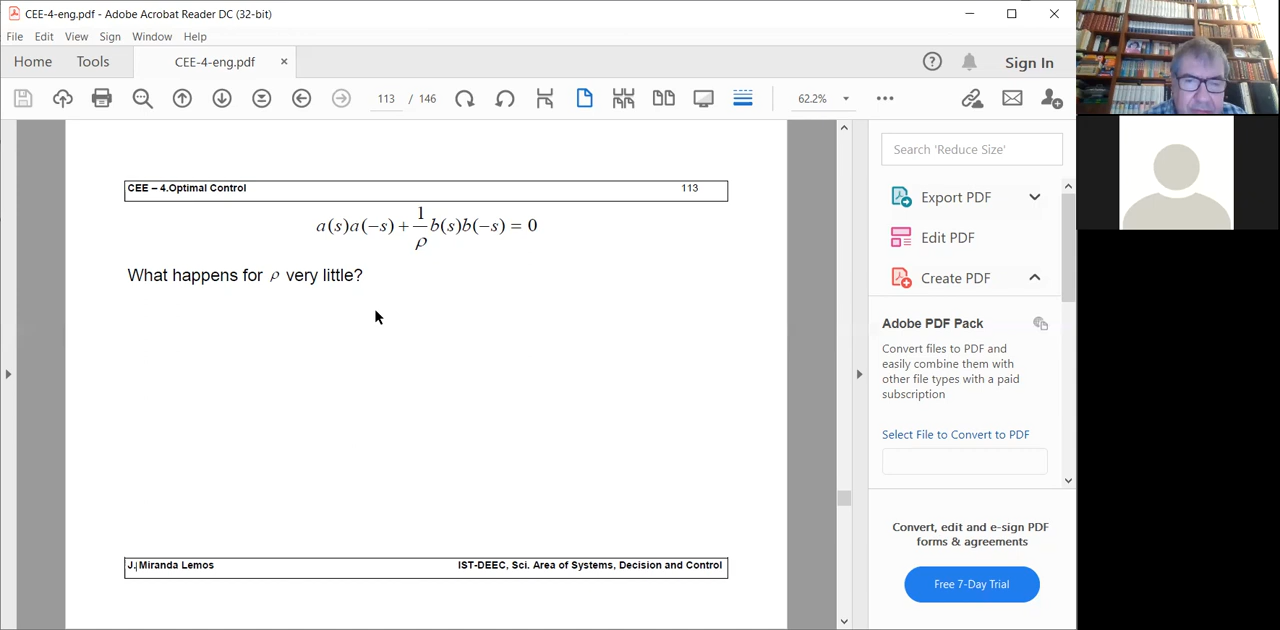 CEE-4-eng.pdf - Adobe Acrobat Reader DC (32-bit)
File Edit View Sign Window Help
Home Tools CEE-4-eng.pdf × Sign In
113 / 146 62.2%
CEE – 4.Optimal Control 113
a(s)a(−s) + 1/ρ b(s)b(−s) = 0
What happens for ρ very little?
J. Miranda Lemos IST-DEEC, Sci. Area of Systems, Decision and Control
Search 'Reduce Size'
Export PDF
Edit PDF
Create PDF
Adobe PDF Pack
Convert files to PDF and
easily combine them with
other file types with a paid
subscription
Select File to Convert to PDF
Convert, edit and e-sign PDF
forms & agreements
Free 7-Day Trial